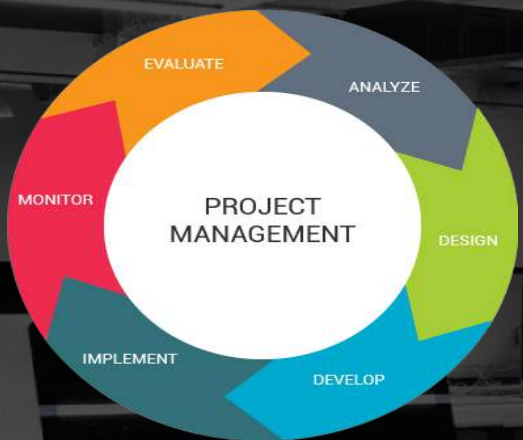 EVALUATE
ANALYZE
MONITOR
PROJECT
MANAGEMENT
DESIGN
IMPLEMENT
DEVELOP